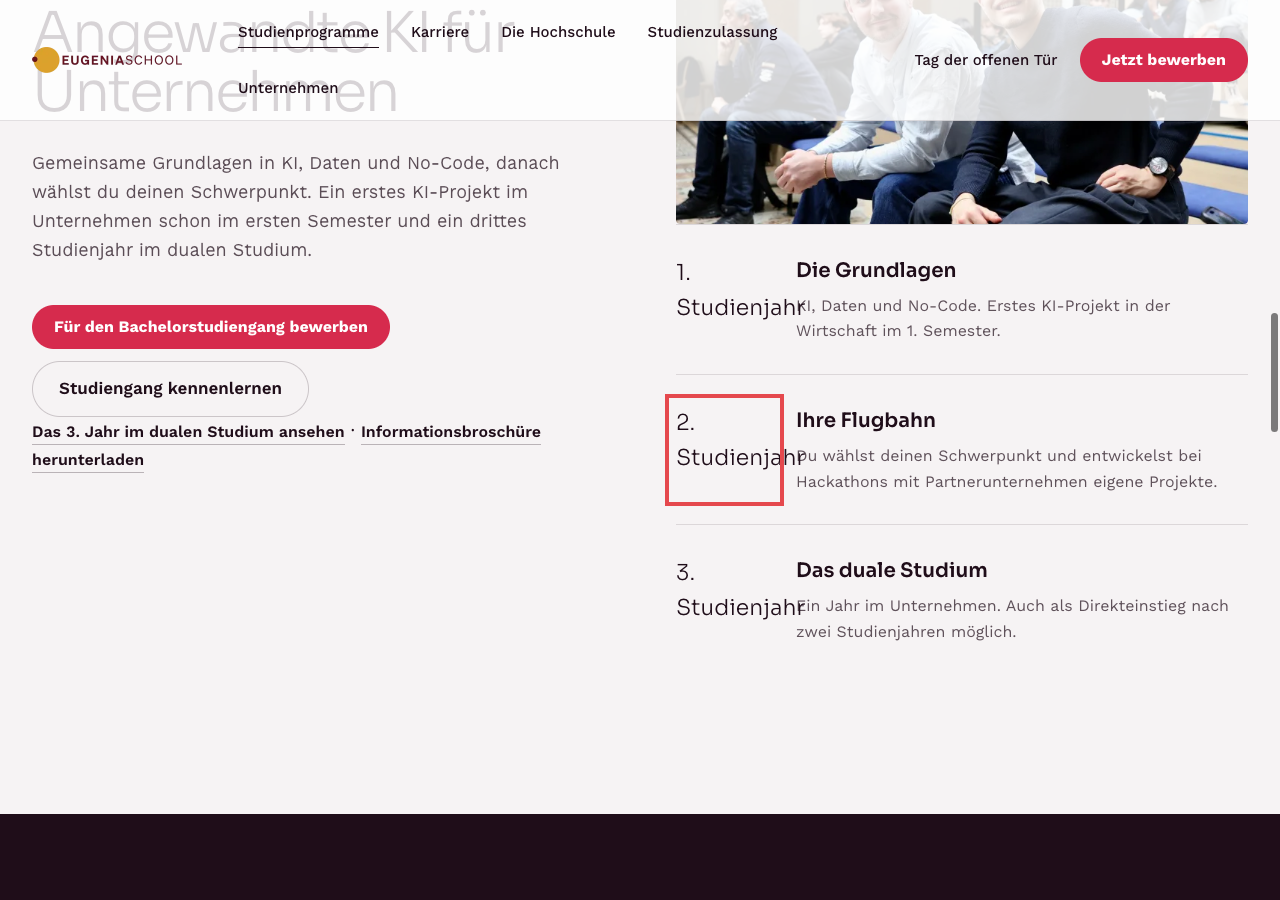 Angewandte KI für
Unternehmen
EUGENIASCHOOL
Studienprogramme
Karriere
Die Hochschule
Studienzulassung
Unternehmen
Tag der offenen Tür
Jetzt bewerben
Gemeinsame Grundlagen in KI, Daten und No-Code, danach
wählst du deinen Schwerpunkt. Ein erstes KI-Projekt im
Unternehmen schon im ersten Semester und ein drittes
Studienjahr im dualen Studium.
Für den Bachelorstudiengang bewerben
Studiengang kennenlernen
Das 3. Jahr im dualen Studium ansehen · Informationsbroschüre
herunterladen
1.
Studienjahr
Die Grundlagen
KI, Daten und No-Code. Erstes KI-Projekt in der
Wirtschaft im 1. Semester.
2.
Studienjahr
Ihre Flugbahn
Du wählst deinen Schwerpunkt und entwickelst bei
Hackathons mit Partnerunternehmen eigene Projekte.
3.
Studienjahr
Das duale Studium
Ein Jahr im Unternehmen. Auch als Direkteinstieg nach
zwei Studienjahren möglich.